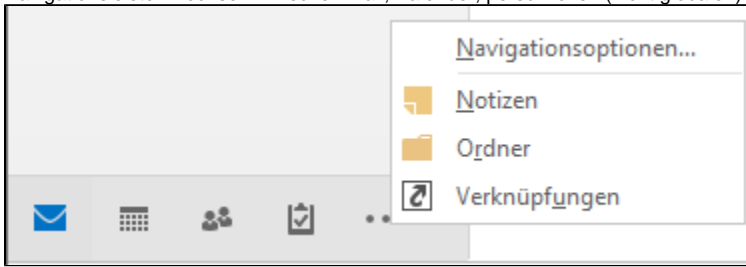 Navigationsoptionen...
Notizen
Ordner
Verknüpfungen